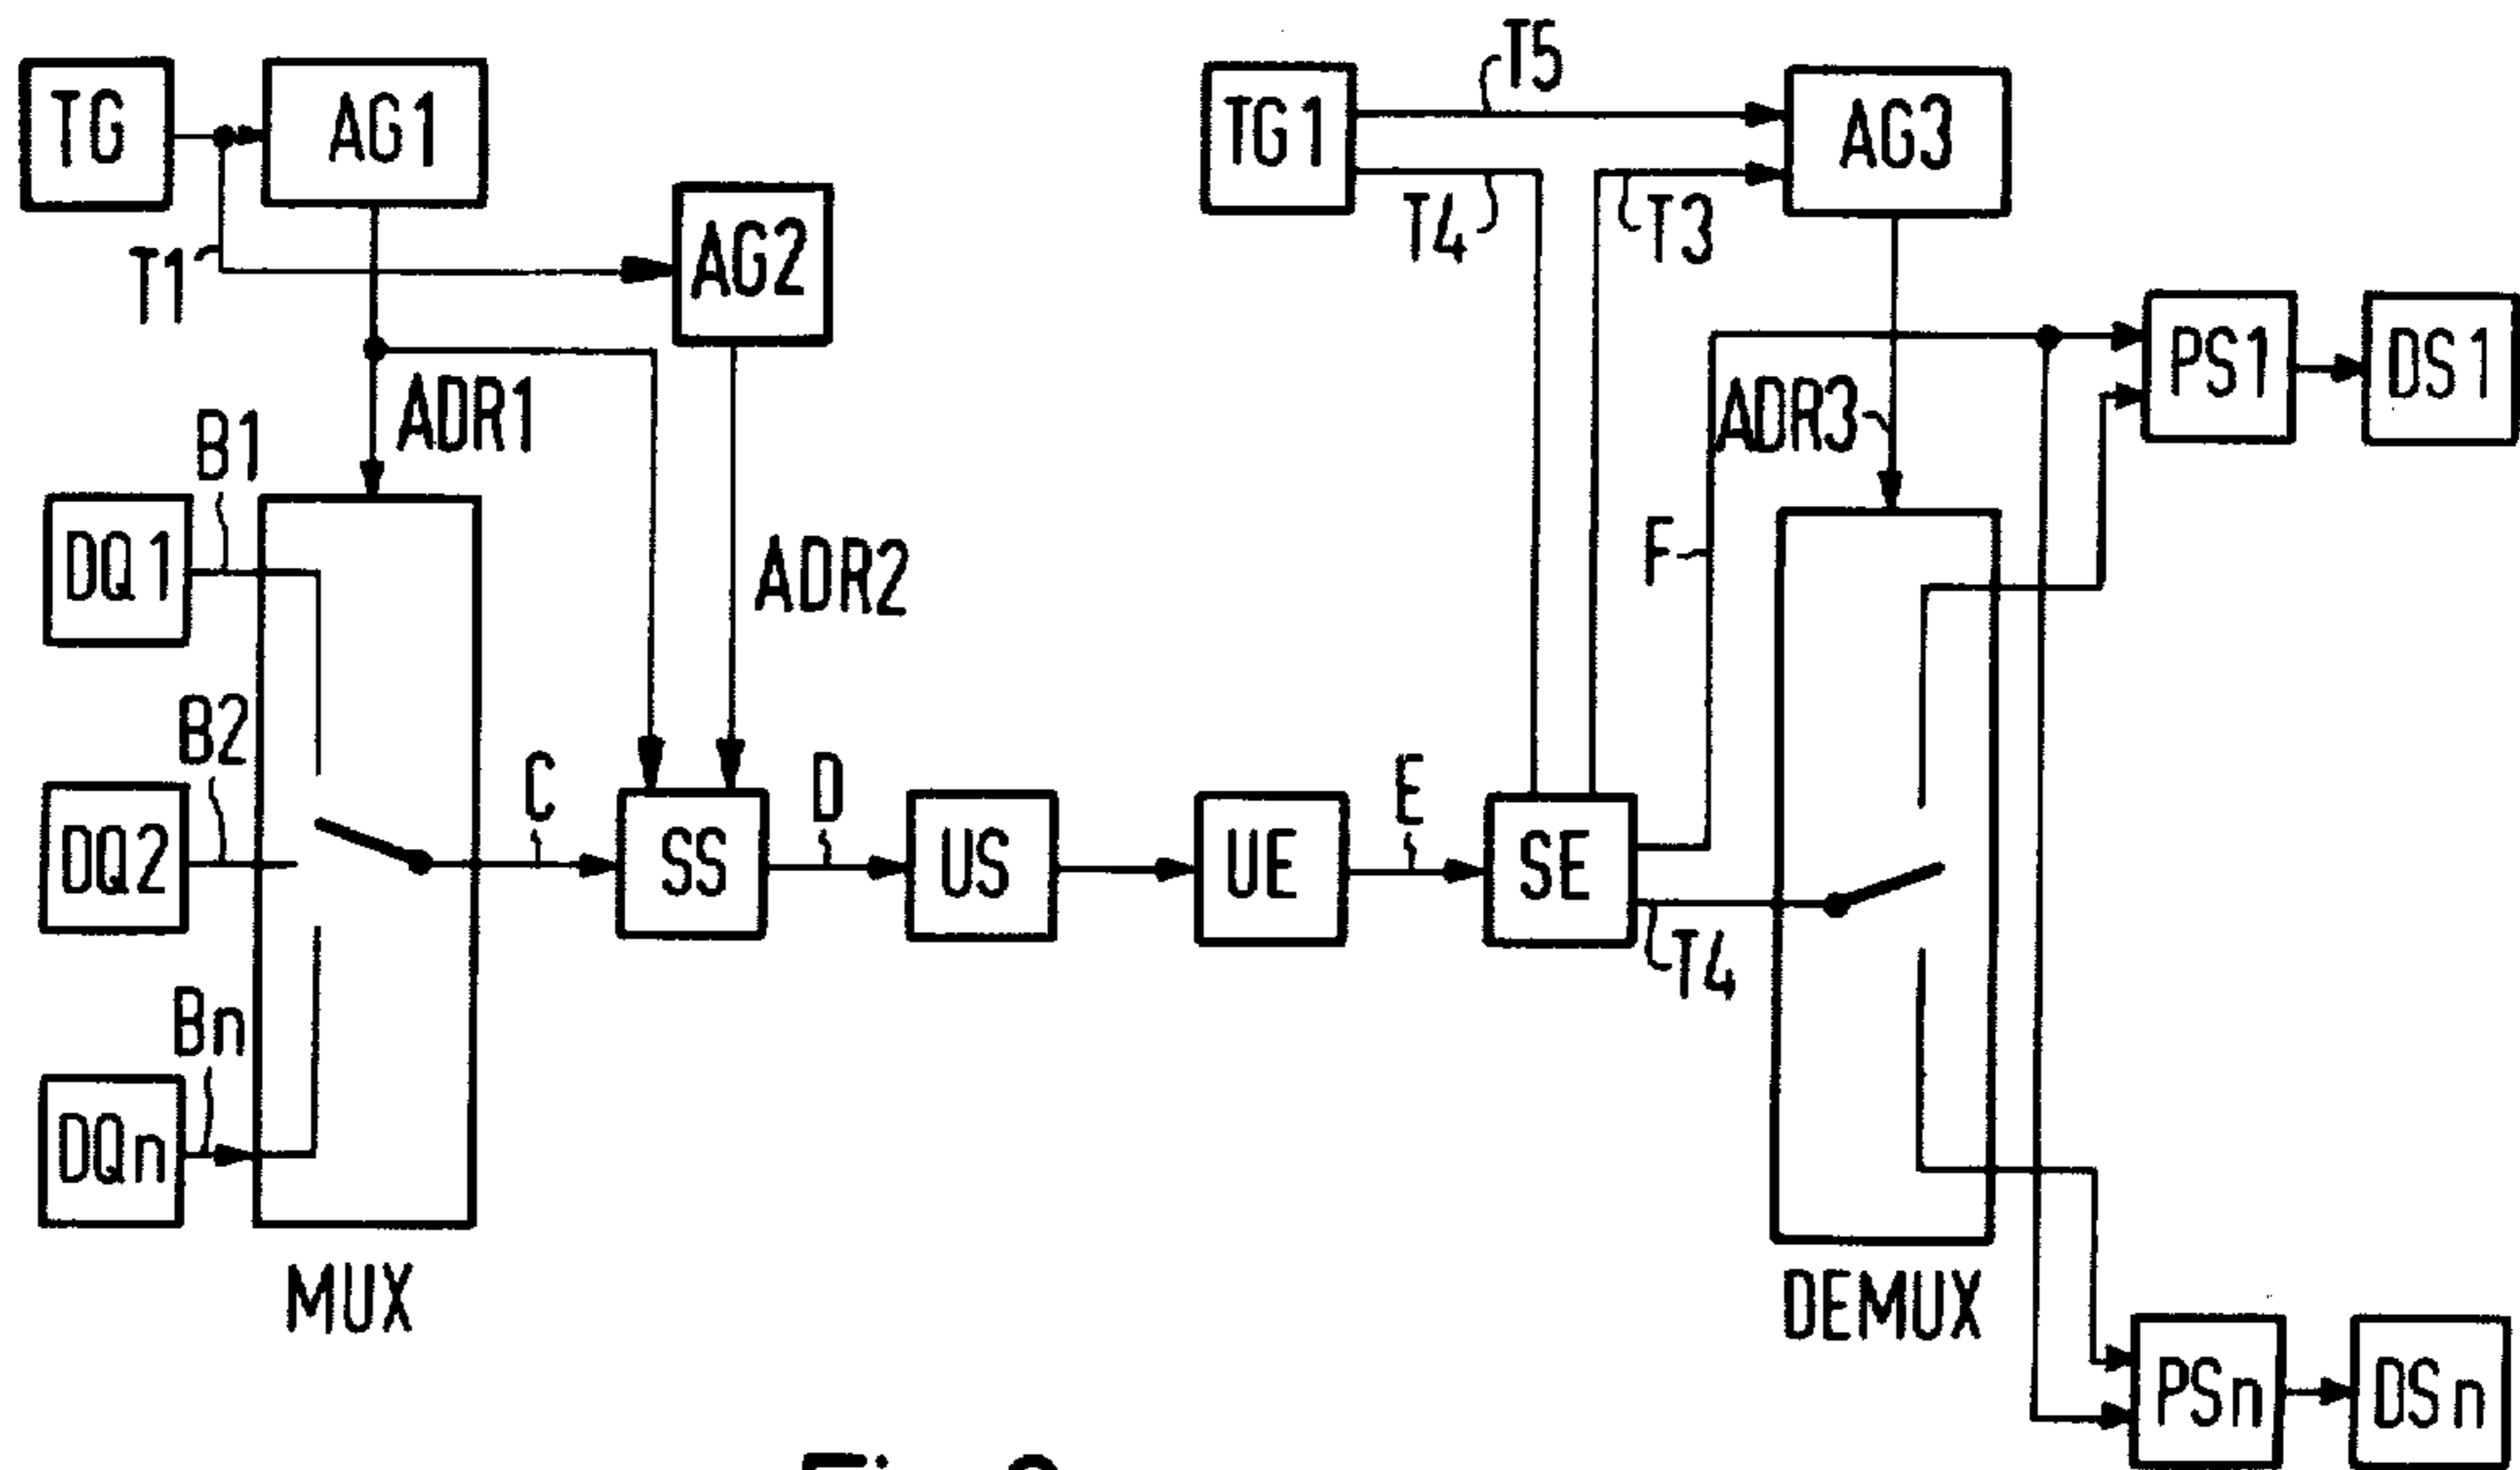 T5
TG
AG1
TG1
AG3
T4
T3
AG2
T1
PS1
DS1
ADR1
ADR3
B1
DQ1
ADR2
F
B2
C
D
E
DQ2
SS
US
UE
SE
T4
Bn
DQn
MUX
DEMUX
PSn
DSn